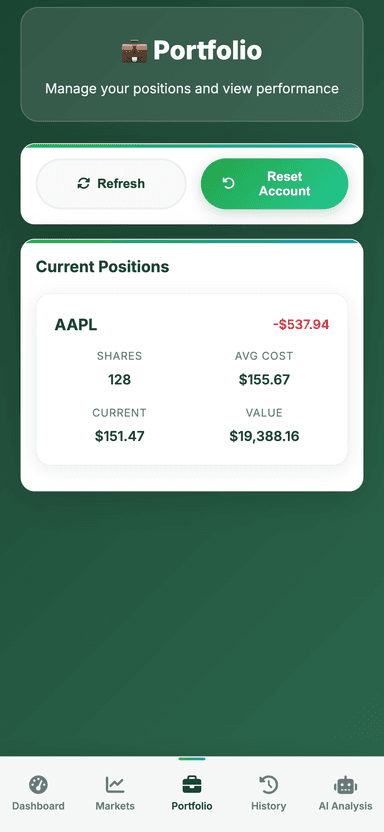 Portfolio
Manage your positions and view performance
Refresh
Reset
Account
Current Positions
AAPL
-$537.94
SHARES
AVG COST
128
$155.67
CURRENT
VALUE
$151.47
$19,388.16
Dashboard
Markets
Portfolio
History
AI Analysis